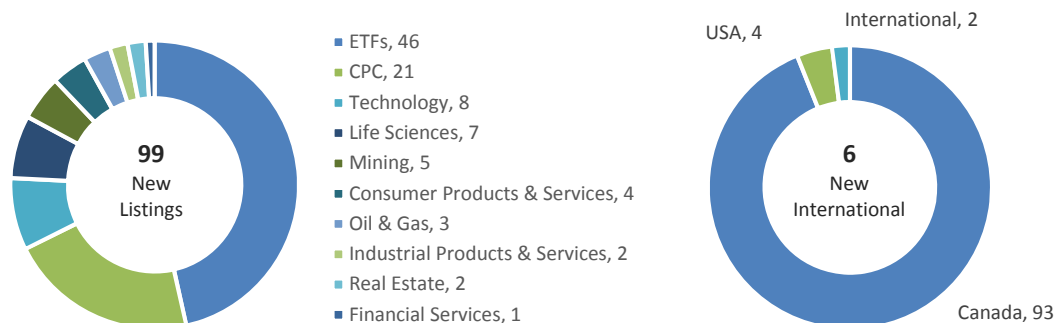 99
New
Listings
ETFs, 46
CPC, 21
Technology, 8
Life Sciences, 7
Mining, 5
Consumer Products & Services, 4
Oil & Gas, 3
Industrial Products & Services, 2
Real Estate, 2
Financial Services, 1
USA, 4
International, 2
6
New
International
Canada, 93